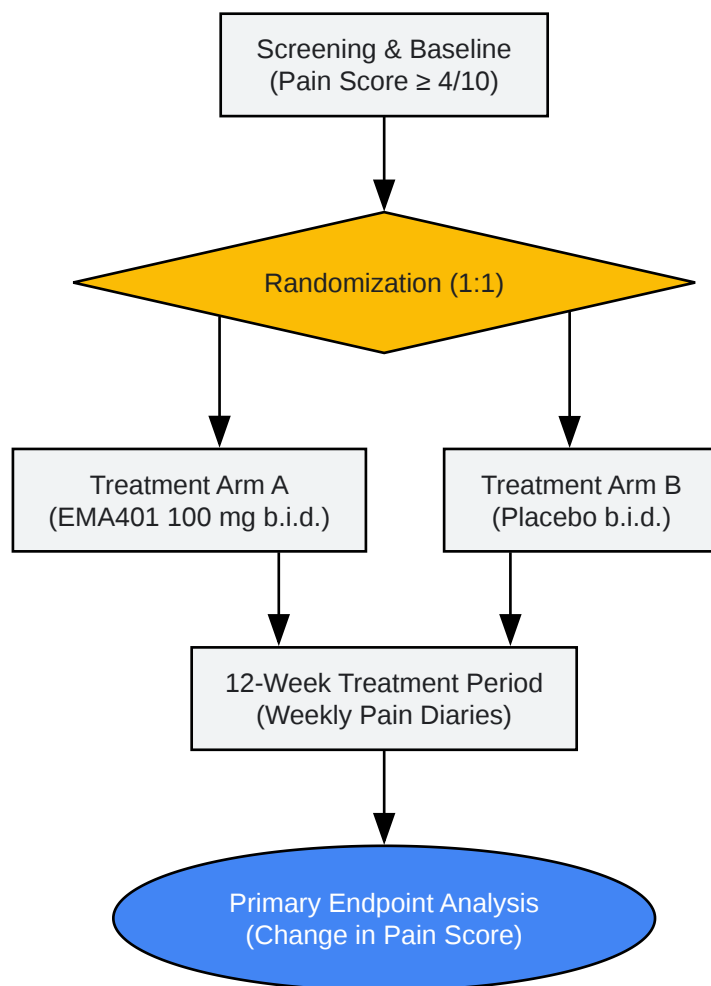 Screening & Baseline
(Pain Score ≥ 4/10)
Randomization (1:1)
Treatment Arm A
(EMA401 100 mg b.i.d.)
Treatment Arm B
(Placebo b.i.d.)
12-Week Treatment Period
(Weekly Pain Diaries)
Primary Endpoint Analysis
(Change in Pain Score)